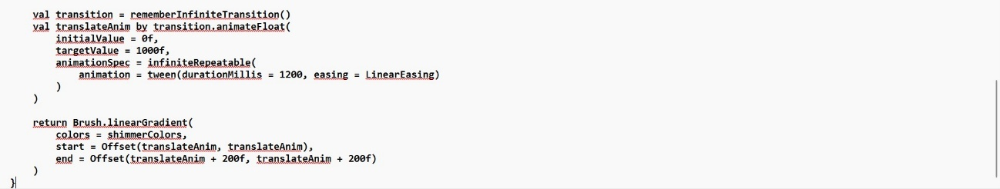 val transition = rememberInfiniteTransition()
val translateAnim by transition.animateFloat(
initialValue = 0f,
targetValue = 1000f,
animationSpec = infiniteRepeatable(
animation = tween(durationMillis = 1200, easing = LinearEasing)
)
)
return Brush.linearGradient(
colors = shimmerColors,
start = Offset(translateAnim, translateAnim),
end = Offset(translateAnim + 200f, translateAnim + 200f)
)
}